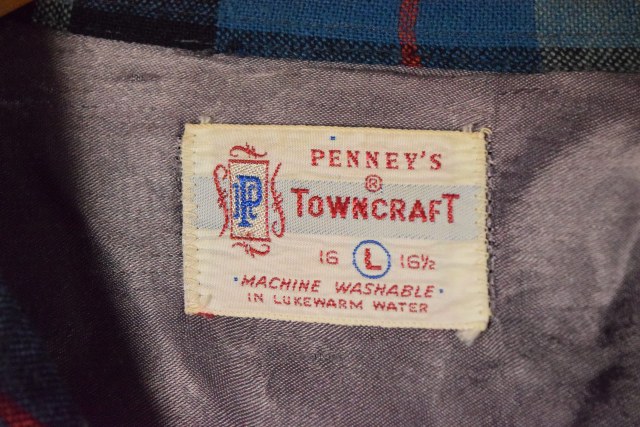 PENNEY'S
®
TOWNCRAFT
16 L 16½
MACHINE WASHABLE
IN LUKEWARM WATER